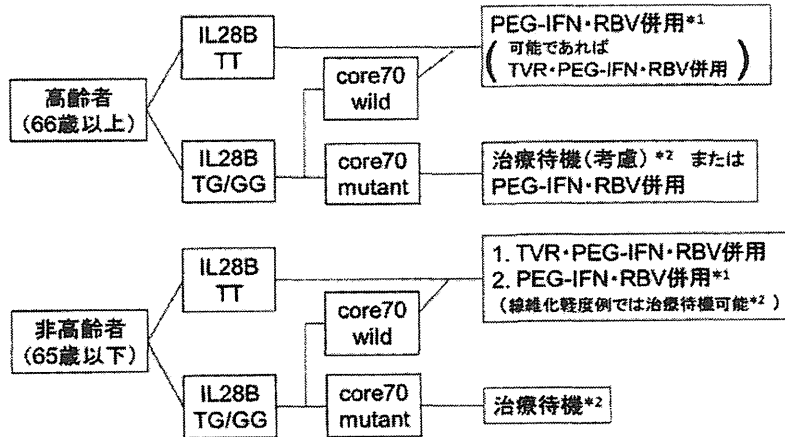 高齢者
(66歳以上)
IL28B
TT
IL28B
TG/GG
core70
wild
core70
mutant
PEG-IFN・RBV併用*1
(可能であれば
TVR・PEG-IFN・RBV併用)
治療待機(考慮)*2 または
PEG-IFN・RBV併用
非高齢者
(65歳以下)
IL28B
TT
IL28B
TG/GG
core70
wild
core70
mutant
1. TVR・PEG-IFN・RBV併用
2. PEG-IFN・RBV併用*1
(線維化軽度例では治療待機可能*2)
治療待機*2